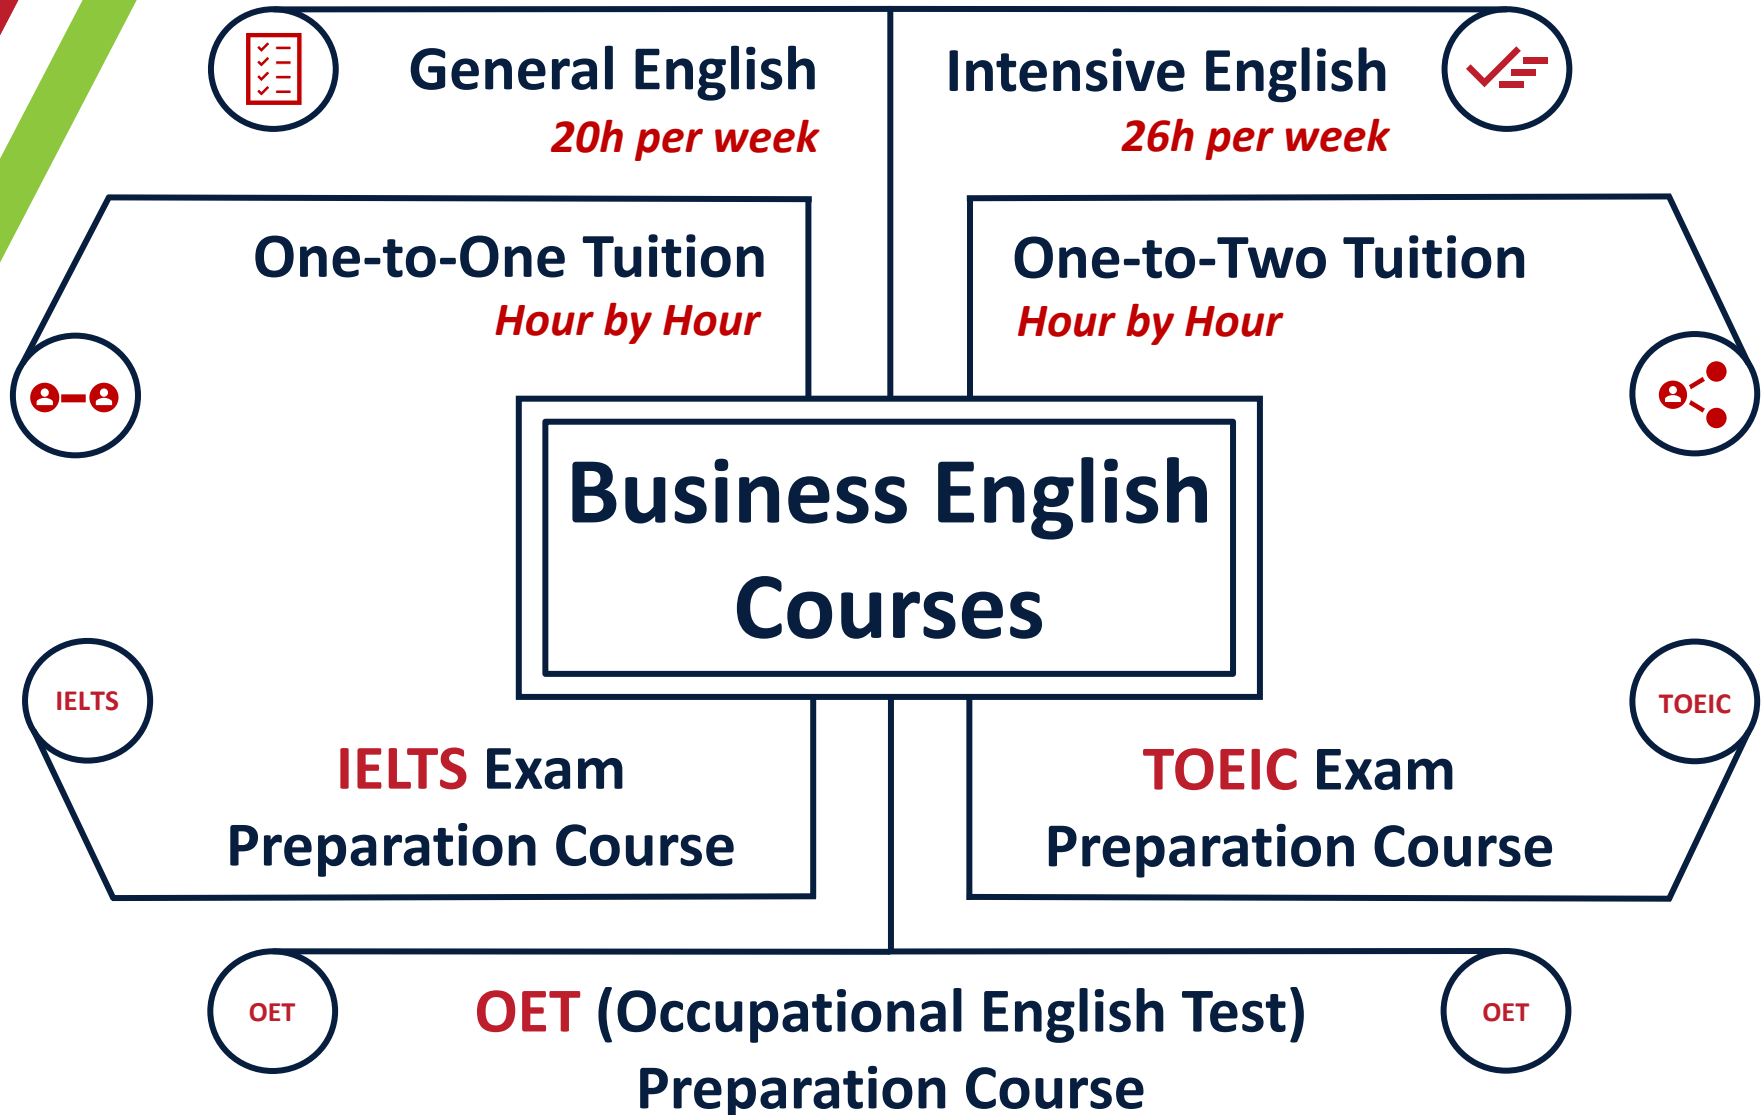 General English
20h per week
Intensive English
26h per week
One-to-One Tuition
Hour by Hour
One-to-Two Tuition
Hour by Hour
Business English
Courses
IELTS
IELTS Exam
Preparation Course
TOEIC
TOEIC Exam
Preparation Course
OET
OET (Occupational English Test)
Preparation Course
OET